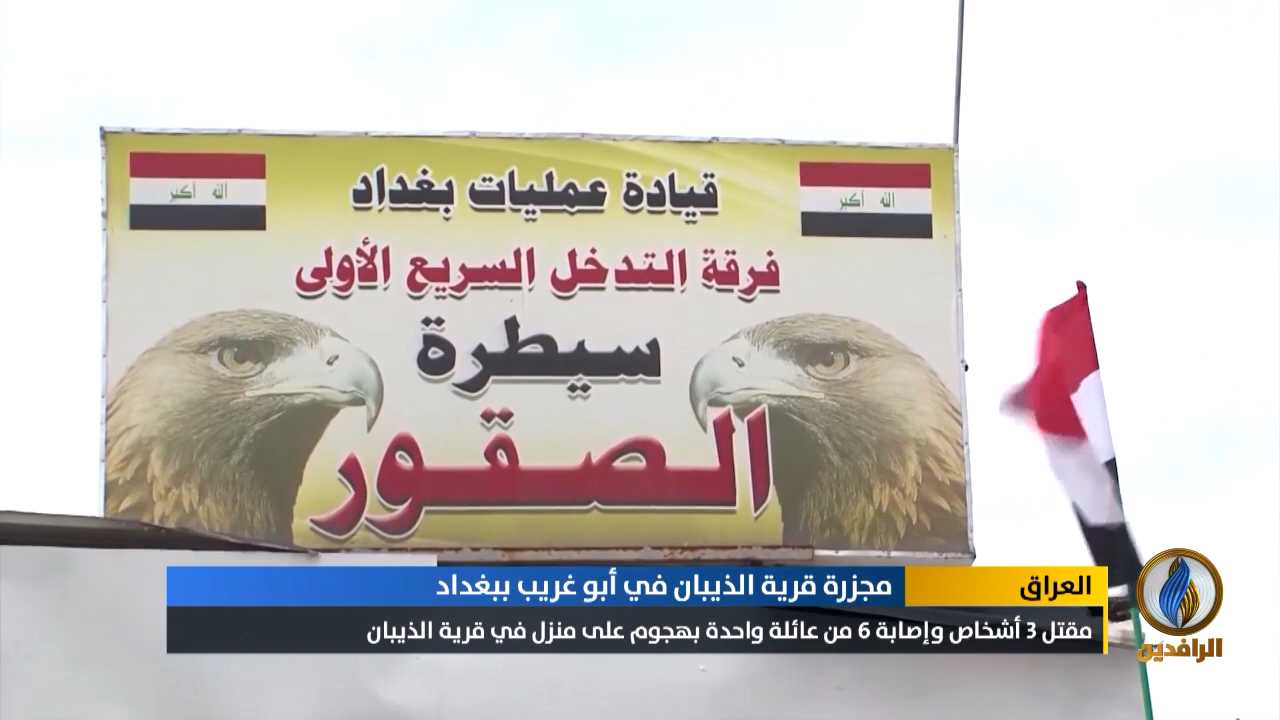 الله أكبر
الله أكبر
قيادة عمليات بغداد
فرقة التدخل السريع الأولى
سيطرة
الصقور
العراق
مجزرة قرية الذيبان في أبو غريب ببغداد
مقتل 3 أشخاص وإصابة 6 من عائلة واحدة بهجوم على منزل في قرية الذيبان
الرافدين